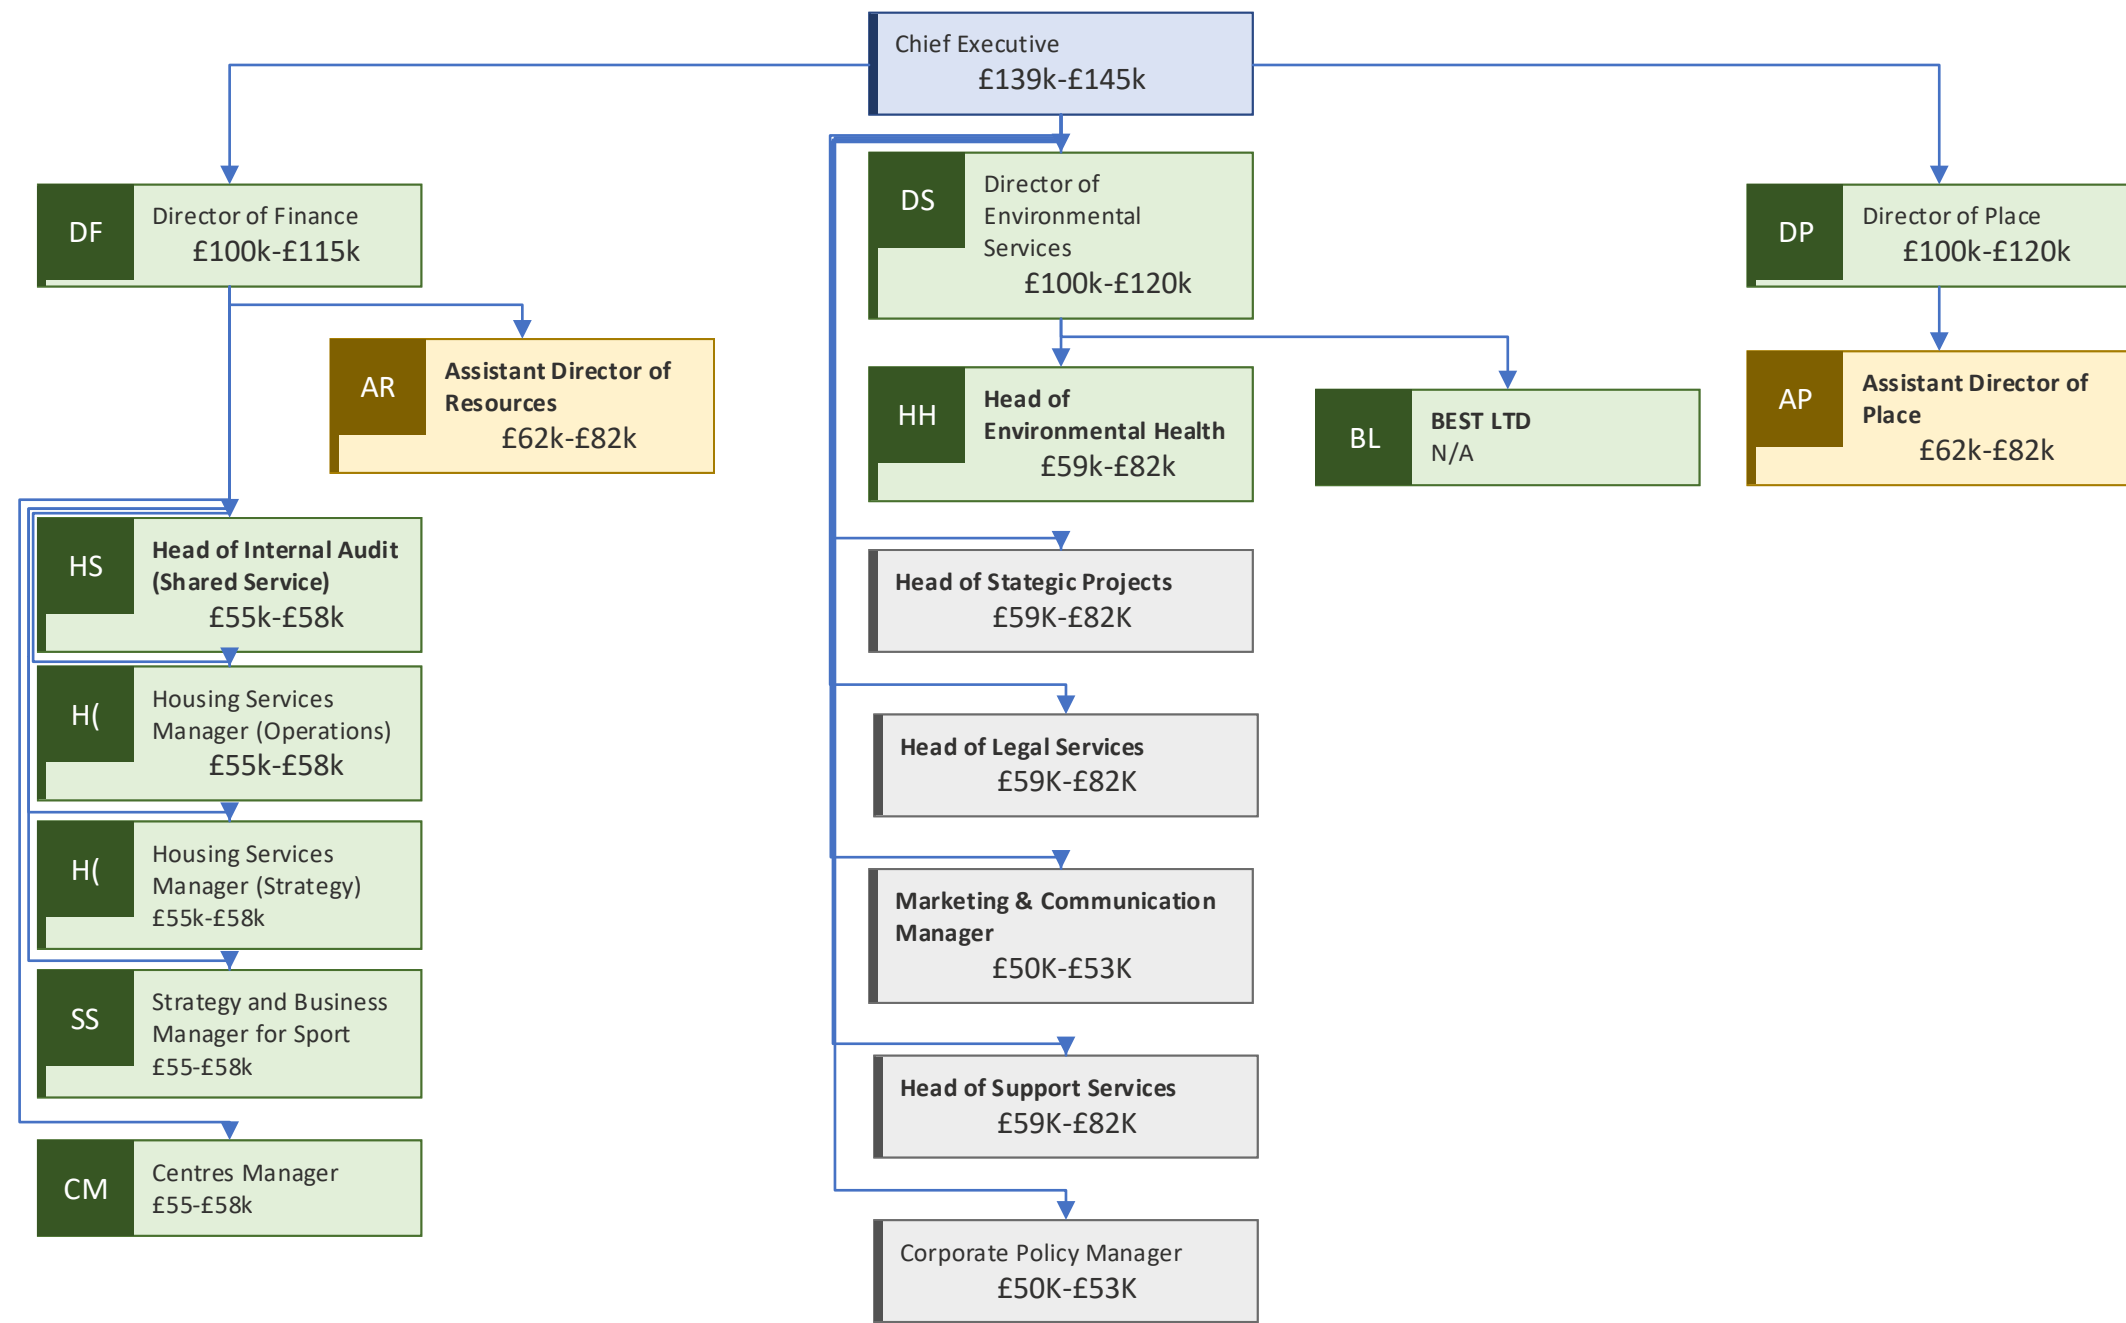 Chief Executive
£139k-£145k
DF
Director of Finance
£100k-£115k
DS
Director of
Environmental
Services
£100k-£120k
DP
Director of Place
£100k-£120k
AR
Assistant Director of
Resources
£62k-£82k
HH
Head of
Environmental Health
£59k-£82k
BL
BEST LTD
N/A
AP
Assistant Director of
Place
£62k-£82k
HS
Head of Internal Audit
(Shared Service)
£55k-£58k
H(
Housing Services
Manager (Operations)
£55k-£58k
H(
Housing Services
Manager (Strategy)
£55k-£58k
SS
Strategy and Business
Manager for Sport
£55-£58k
CM
Centres Manager
£55-£58k
Head of Stategic Projects
£59K-£82K
Head of Legal Services
£59K-£82K
Marketing & Communication
Manager
£50K-£53K
Head of Support Services
£59K-£82K
Corporate Policy Manager
£50K-£53K